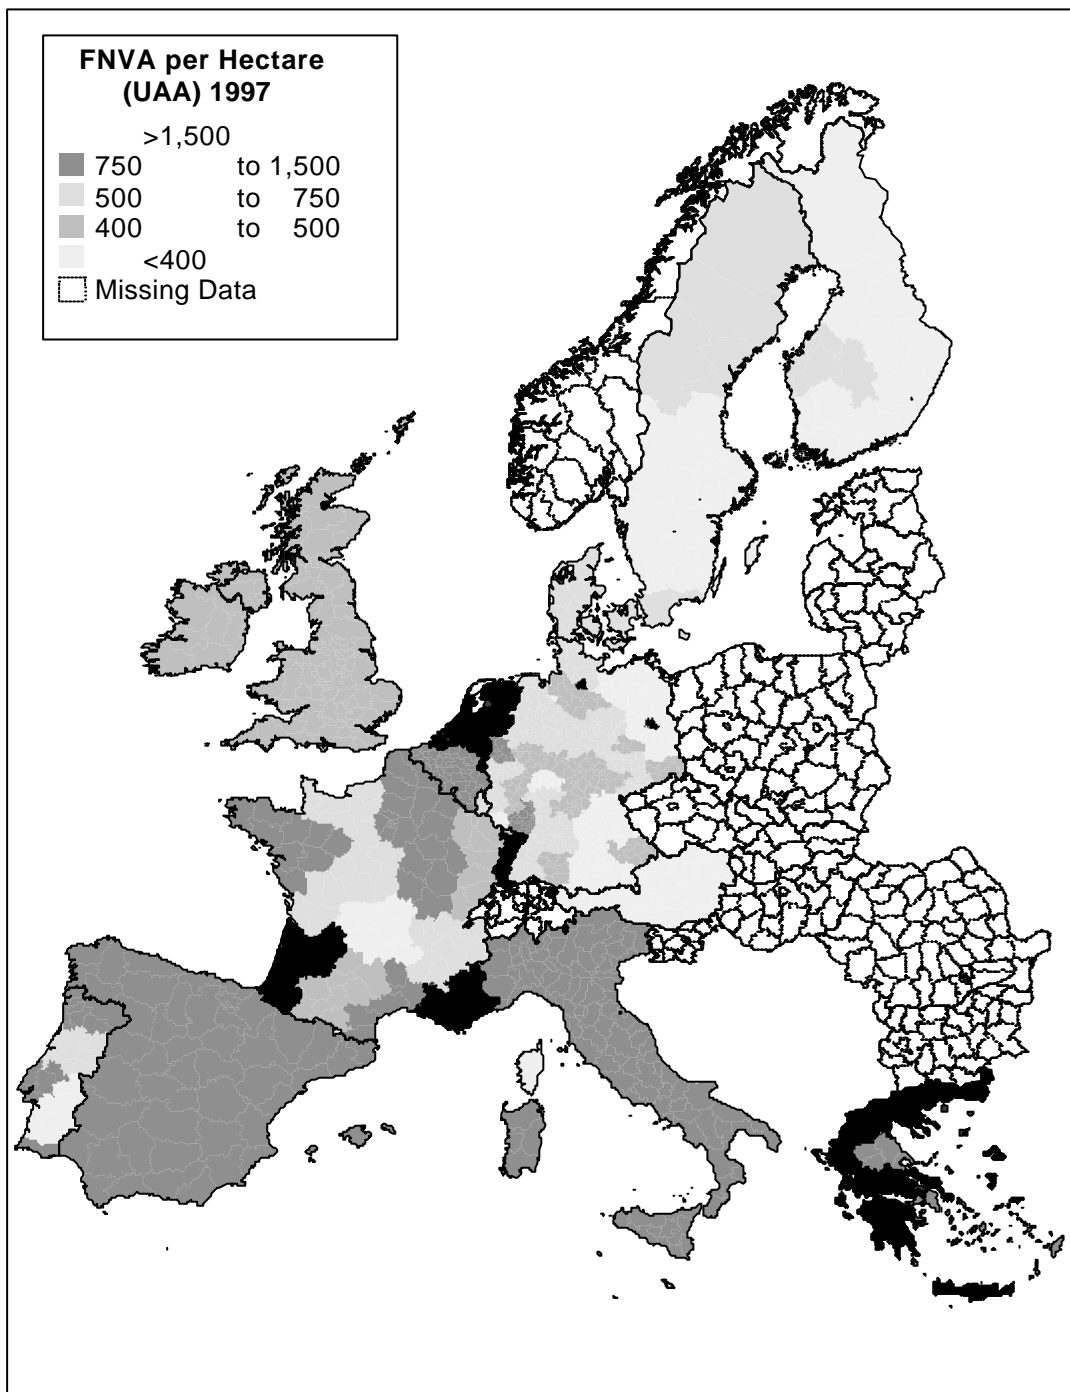 FNVA per Hectare
(UAA) 1997
>1,500
750 to 1,500
500 to 750
400 to 500
<400
Missing Data